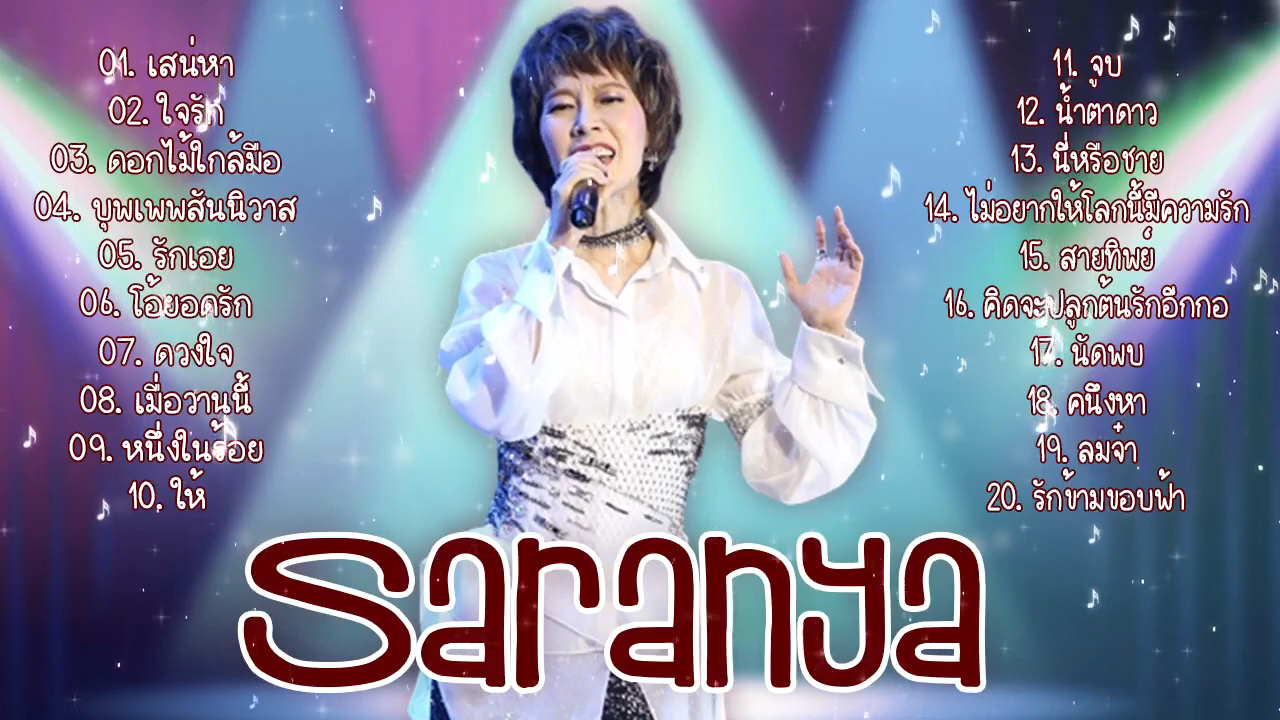 01. เสน่หา
02. ใจรัก
03. ดอกไม้ใกล้มือ
04. บุพเพพสันนิวาส
05. รักเอย
06. โอ้ยอดรัก
07. ดวงใจ
08. เมื่อวานนี้
09. หนึ่งในร้อย
10. ให้
11. จูบ
12. น้ำตาดาว
13. นี่หรือชาย
14. ไม่อยากให้โลกนี้มีความรัก
15. สายทิพย์
16. คิดจะปลูกต้นรักอีกกอ
17. นัดพบ
18. คนึงหา
19. ลมจ๋า
20. รักข้ามขอบฟ้า
Saranya